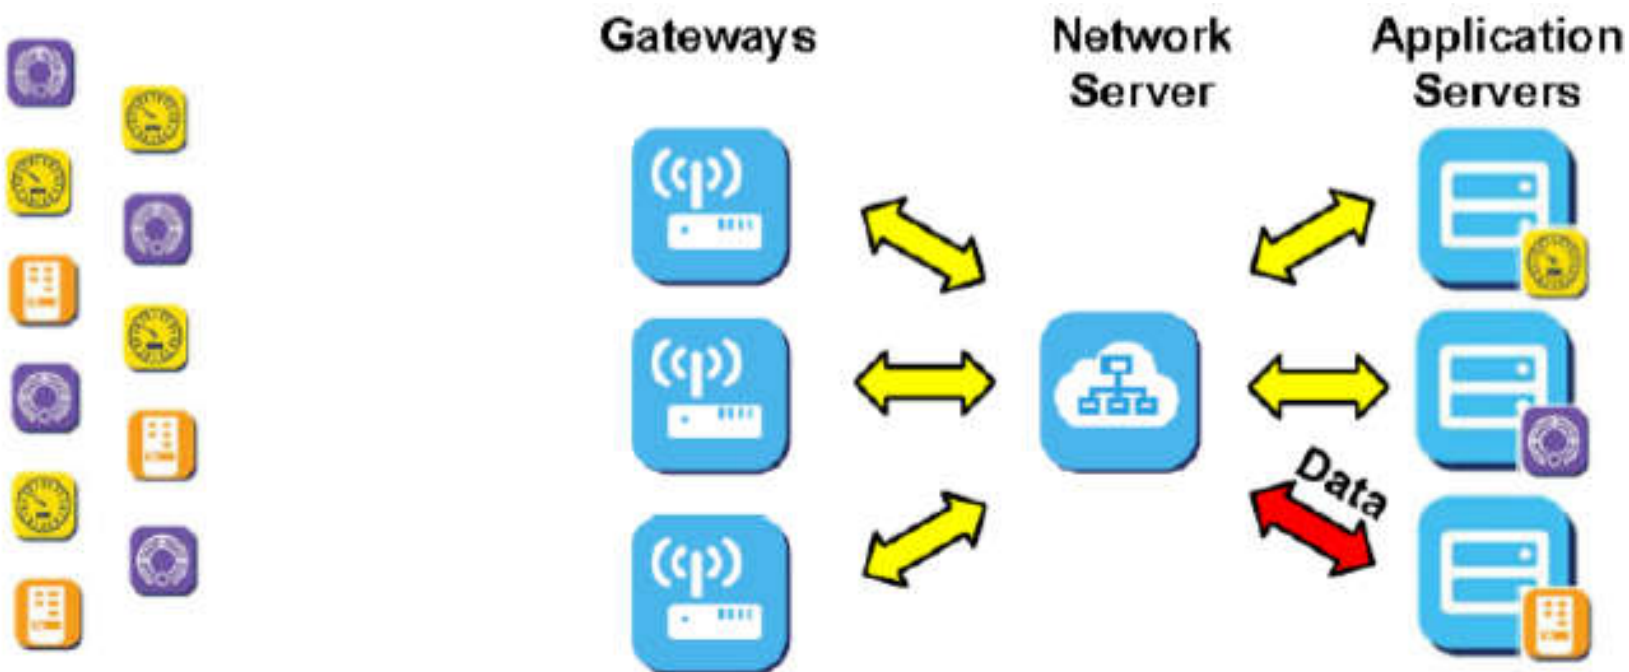 Gateways
Network
Server
Application
Servers
Data